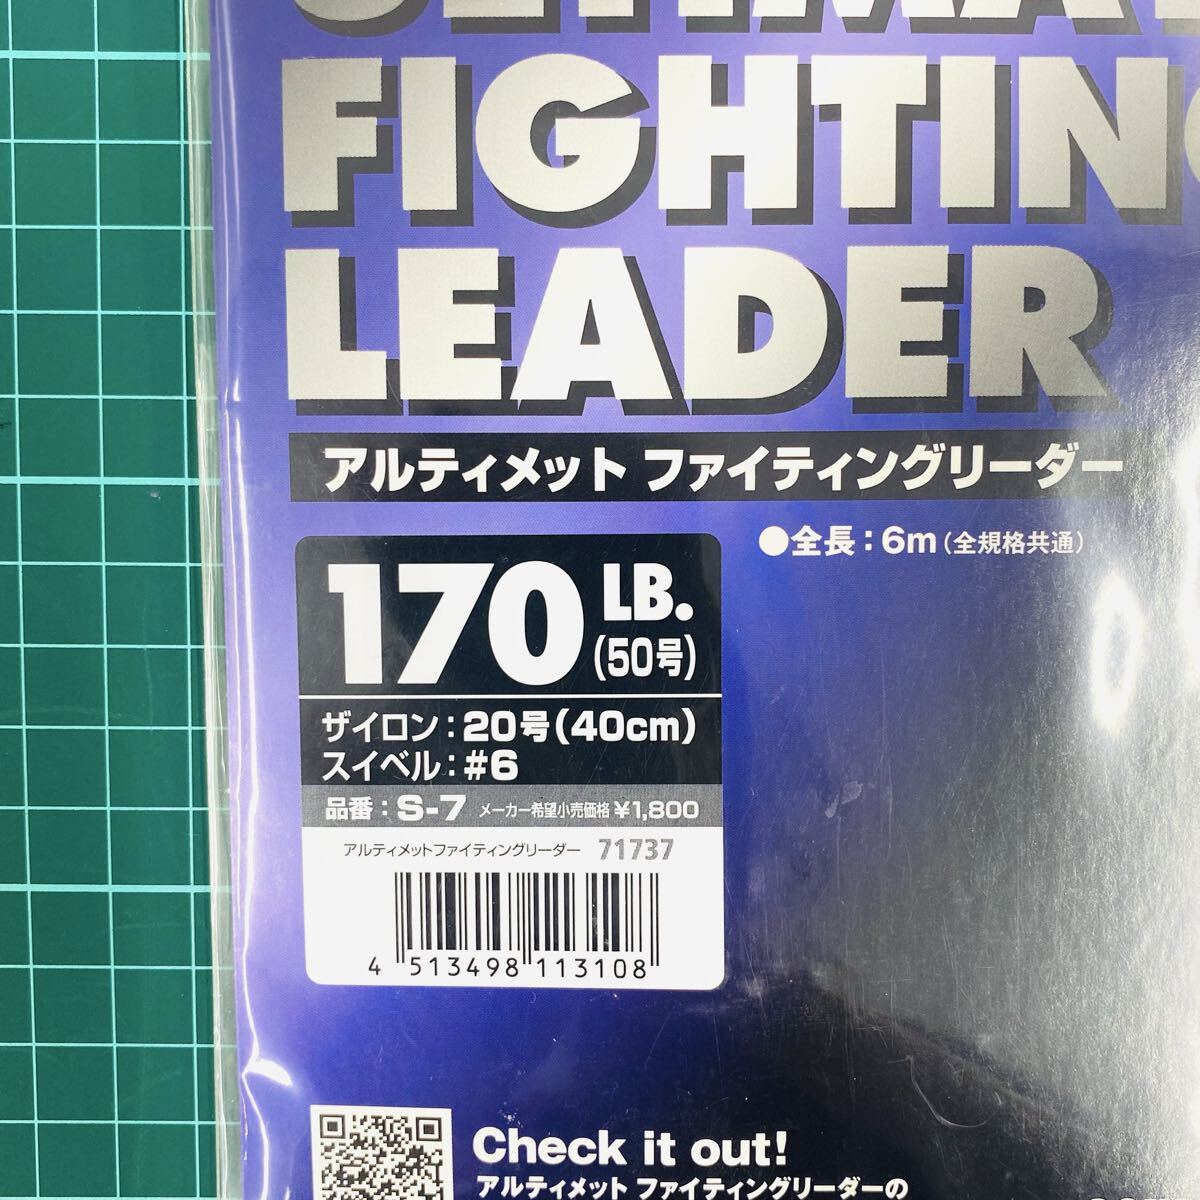 ULTIMAT
FIGHTING
LEADER
アルティメット ファイティングリーダー
●全長：6m（全規格共通）
170 LB.
(50号)
ザイロン：20号(40cm)
スイベル：#6
品番：S-7 メーカー希望小売価格 ¥1,800
アルティメットファイティングリーダー 71737
4 513498 113108
Check it out!
アルティメット ファイティングリーダーの